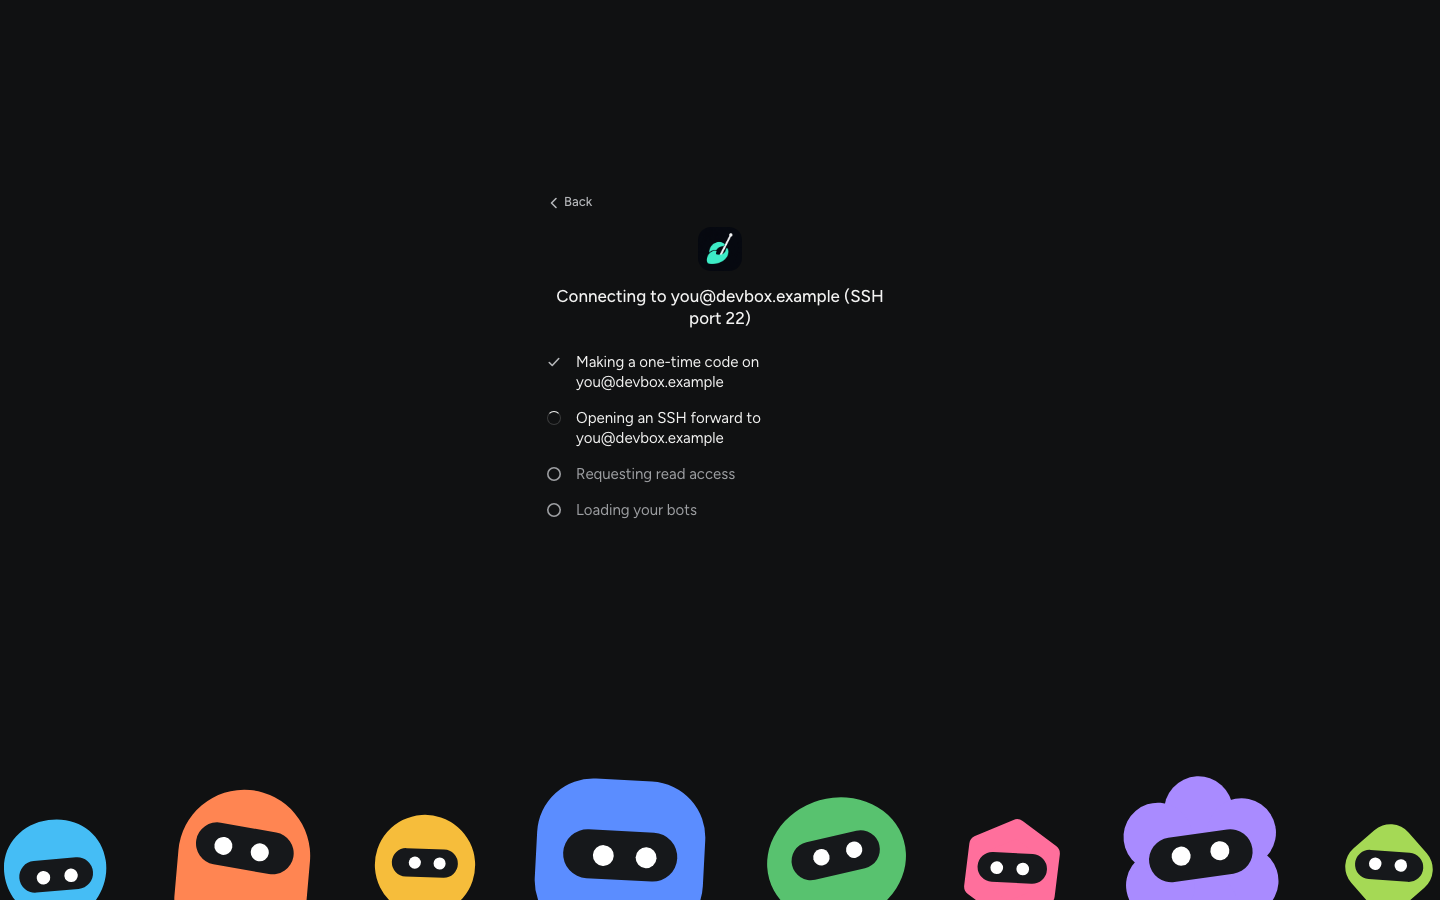 Back
Connecting to you@devbox.example (SSH
port 22)
Making a one-time code on
you@devbox.example
Opening an SSH forward to
you@devbox.example
Requesting read access
Loading your bots